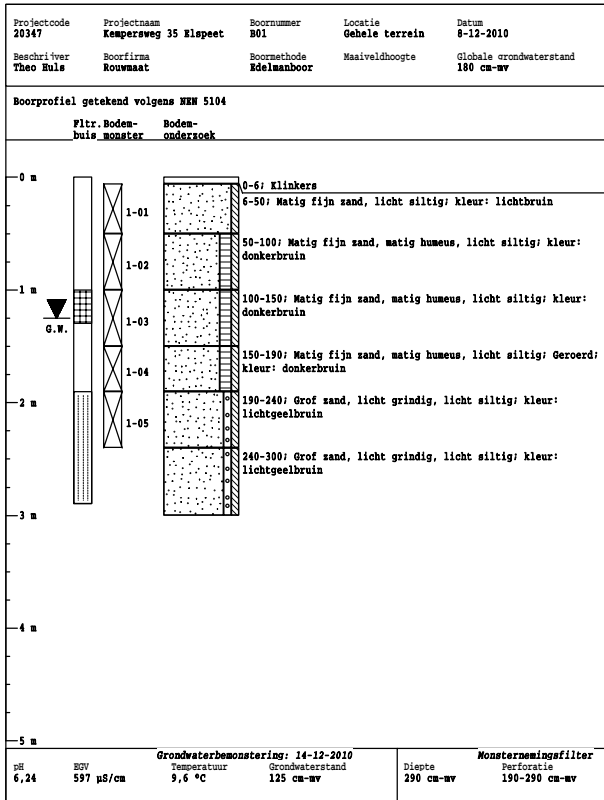 Projectcode Projectnaam Boornummer Locatie Datum
20347 Kempersweg 35 Elspeet B01 Gehele terrein 8-12-2010
Beschrijver Boorfirma Boormethode Maaiveldhoogte Globale grondwaterstand
Theo Huls Rouwmaat Edelmanboor 180 cm-mv
Boorprofiel getekend volgens NEN 5104
Fltr. Bodem- Bodem-
buis monster onderzoek
0 m
0-6; Klinkers
6-50; Matig fijn zand, licht siltig; kleur: lichtbruin
1-01
50-100; Matig fijn zand, matig humeus, licht siltig; kleur:
donkerbruin
1-02
1 m
100-150; Matig fijn zand, matig humeus, licht siltig; kleur:
donkerbruin
G.W.
1-03
150-190; Matig fijn zand, matig humeus, licht siltig; Geroerd;
kleur: donkerbruin
1-04
2 m
190-240; Grof zand, licht grindig, licht siltig; kleur:
lichtgeelbruin
1-05
240-300; Grof zand, licht grindig, licht siltig; kleur:
lichtgeelbruin
3 m
4 m
5 m
Grondwaterbemonstering: 14-12-2010 Monsternemingsfilter
pH EGV Temperatuur Grondwaterstand Diepte Perforatie
6,24 597 µS/cm 9,6 °C 125 cm-mv 290 cm-mv 190-290 cm-mv